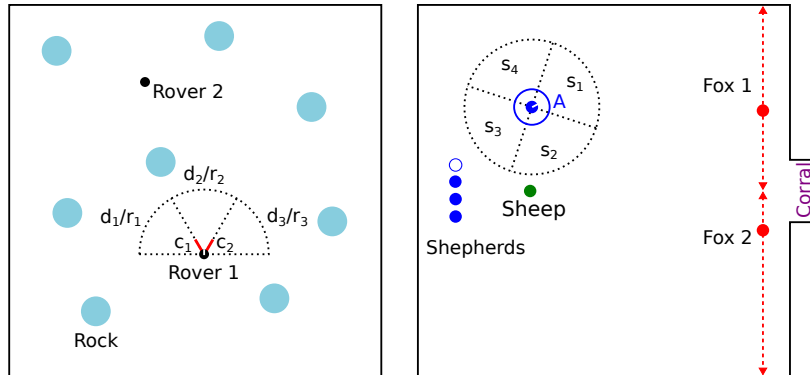 Rover 2
d₂/r₂
d₁/r₁
d₃/r₃
c₁
c₂
Rover 1
Rock
s₄
s₁
A
s₃
s₂
Sheep
Shepherds
Fox 1
Fox 2
Corral